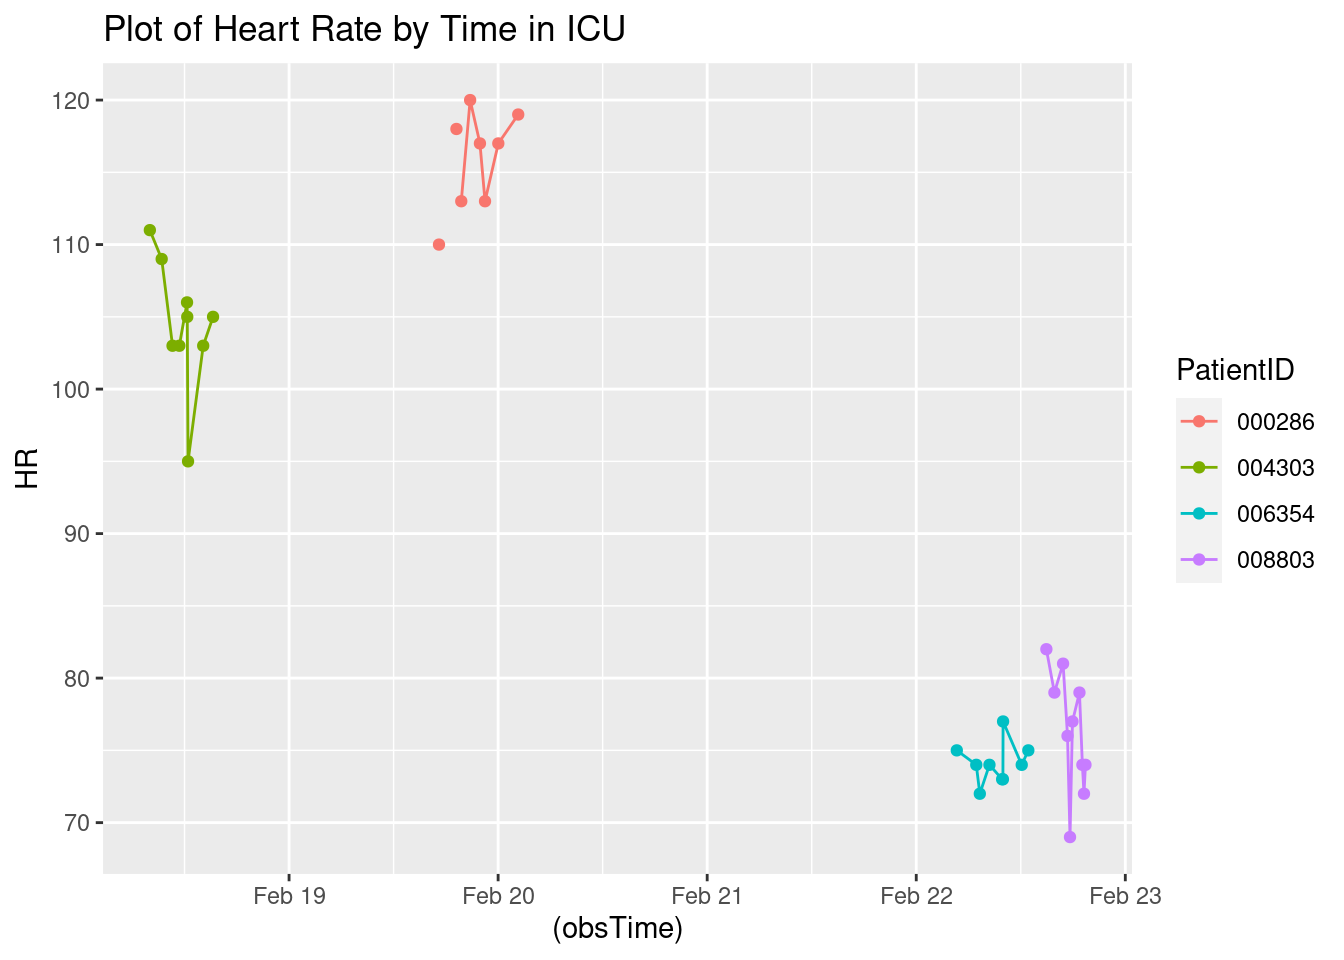 Plot of Heart Rate by Time in ICU
120
110
100
90
80
70
HR
Feb 19
Feb 20
Feb 21
Feb 22
Feb 23
(obsTime)
PatientID
000286
004303
006354
008803